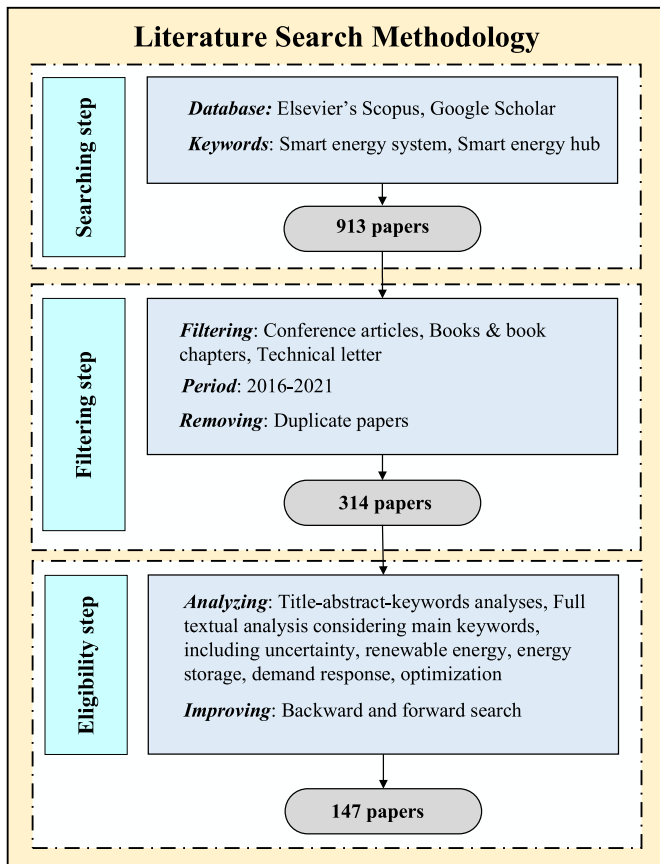 Literature Search Methodology
Searching step
Database: Elsevier's Scopus, Google Scholar
Keywords: Smart energy system, Smart energy hub
913 papers
Filtering step
Filtering: Conference articles, Books & book
chapters, Technical letter
Period: 2016-2021
Removing: Duplicate papers
314 papers
Eligibility step
Analyzing: Title-abstract-keywords analyses, Full
textual analysis considering main keywords,
including uncertainty, renewable energy, energy
storage, demand response, optimization
Improving: Backward and forward search
147 papers